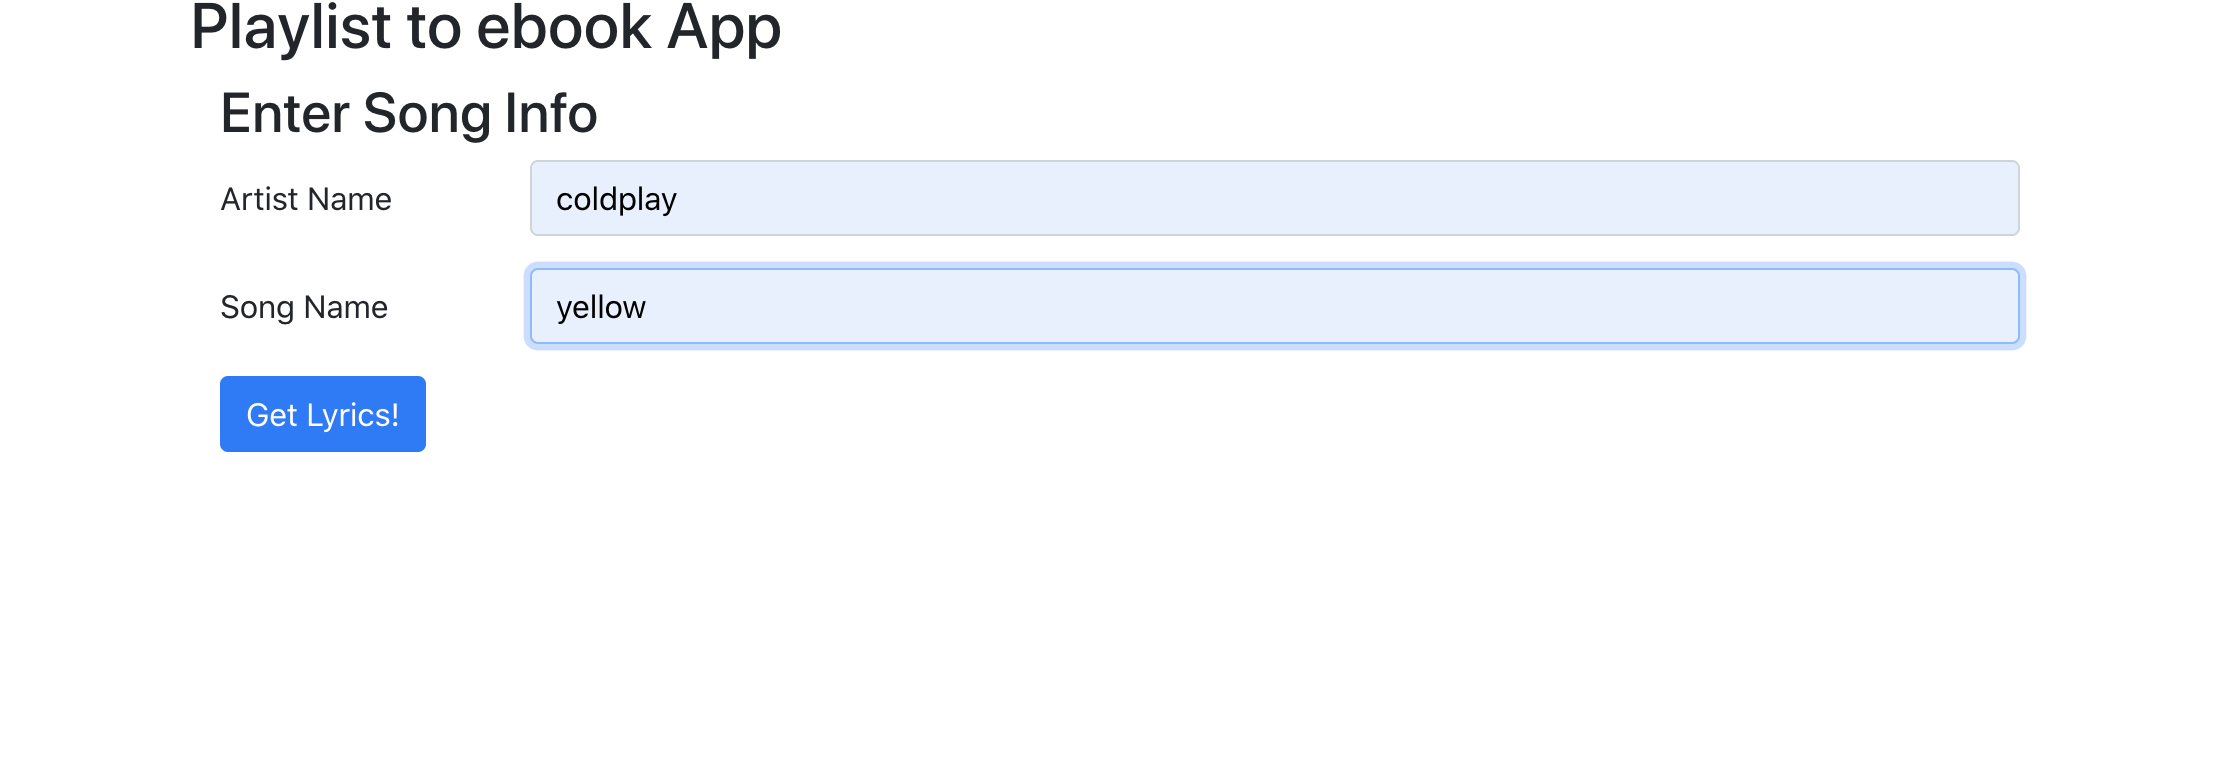 Playlist to ebook App
Enter Song Info
Artist Name coldplay
Song Name yellow
Get Lyrics!